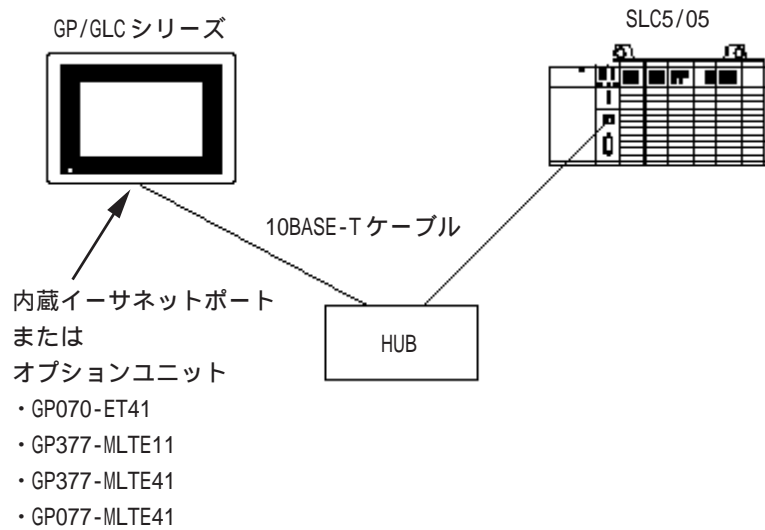 GP/GLCシリーズ
SLC5/05
10BASE-Tケーブル
HUB
内蔵イーサネットポート
または
オプションユニット
・GP070-ET41
・GP377-MLTE11
・GP377-MLTE41
・GP077-MLTE41